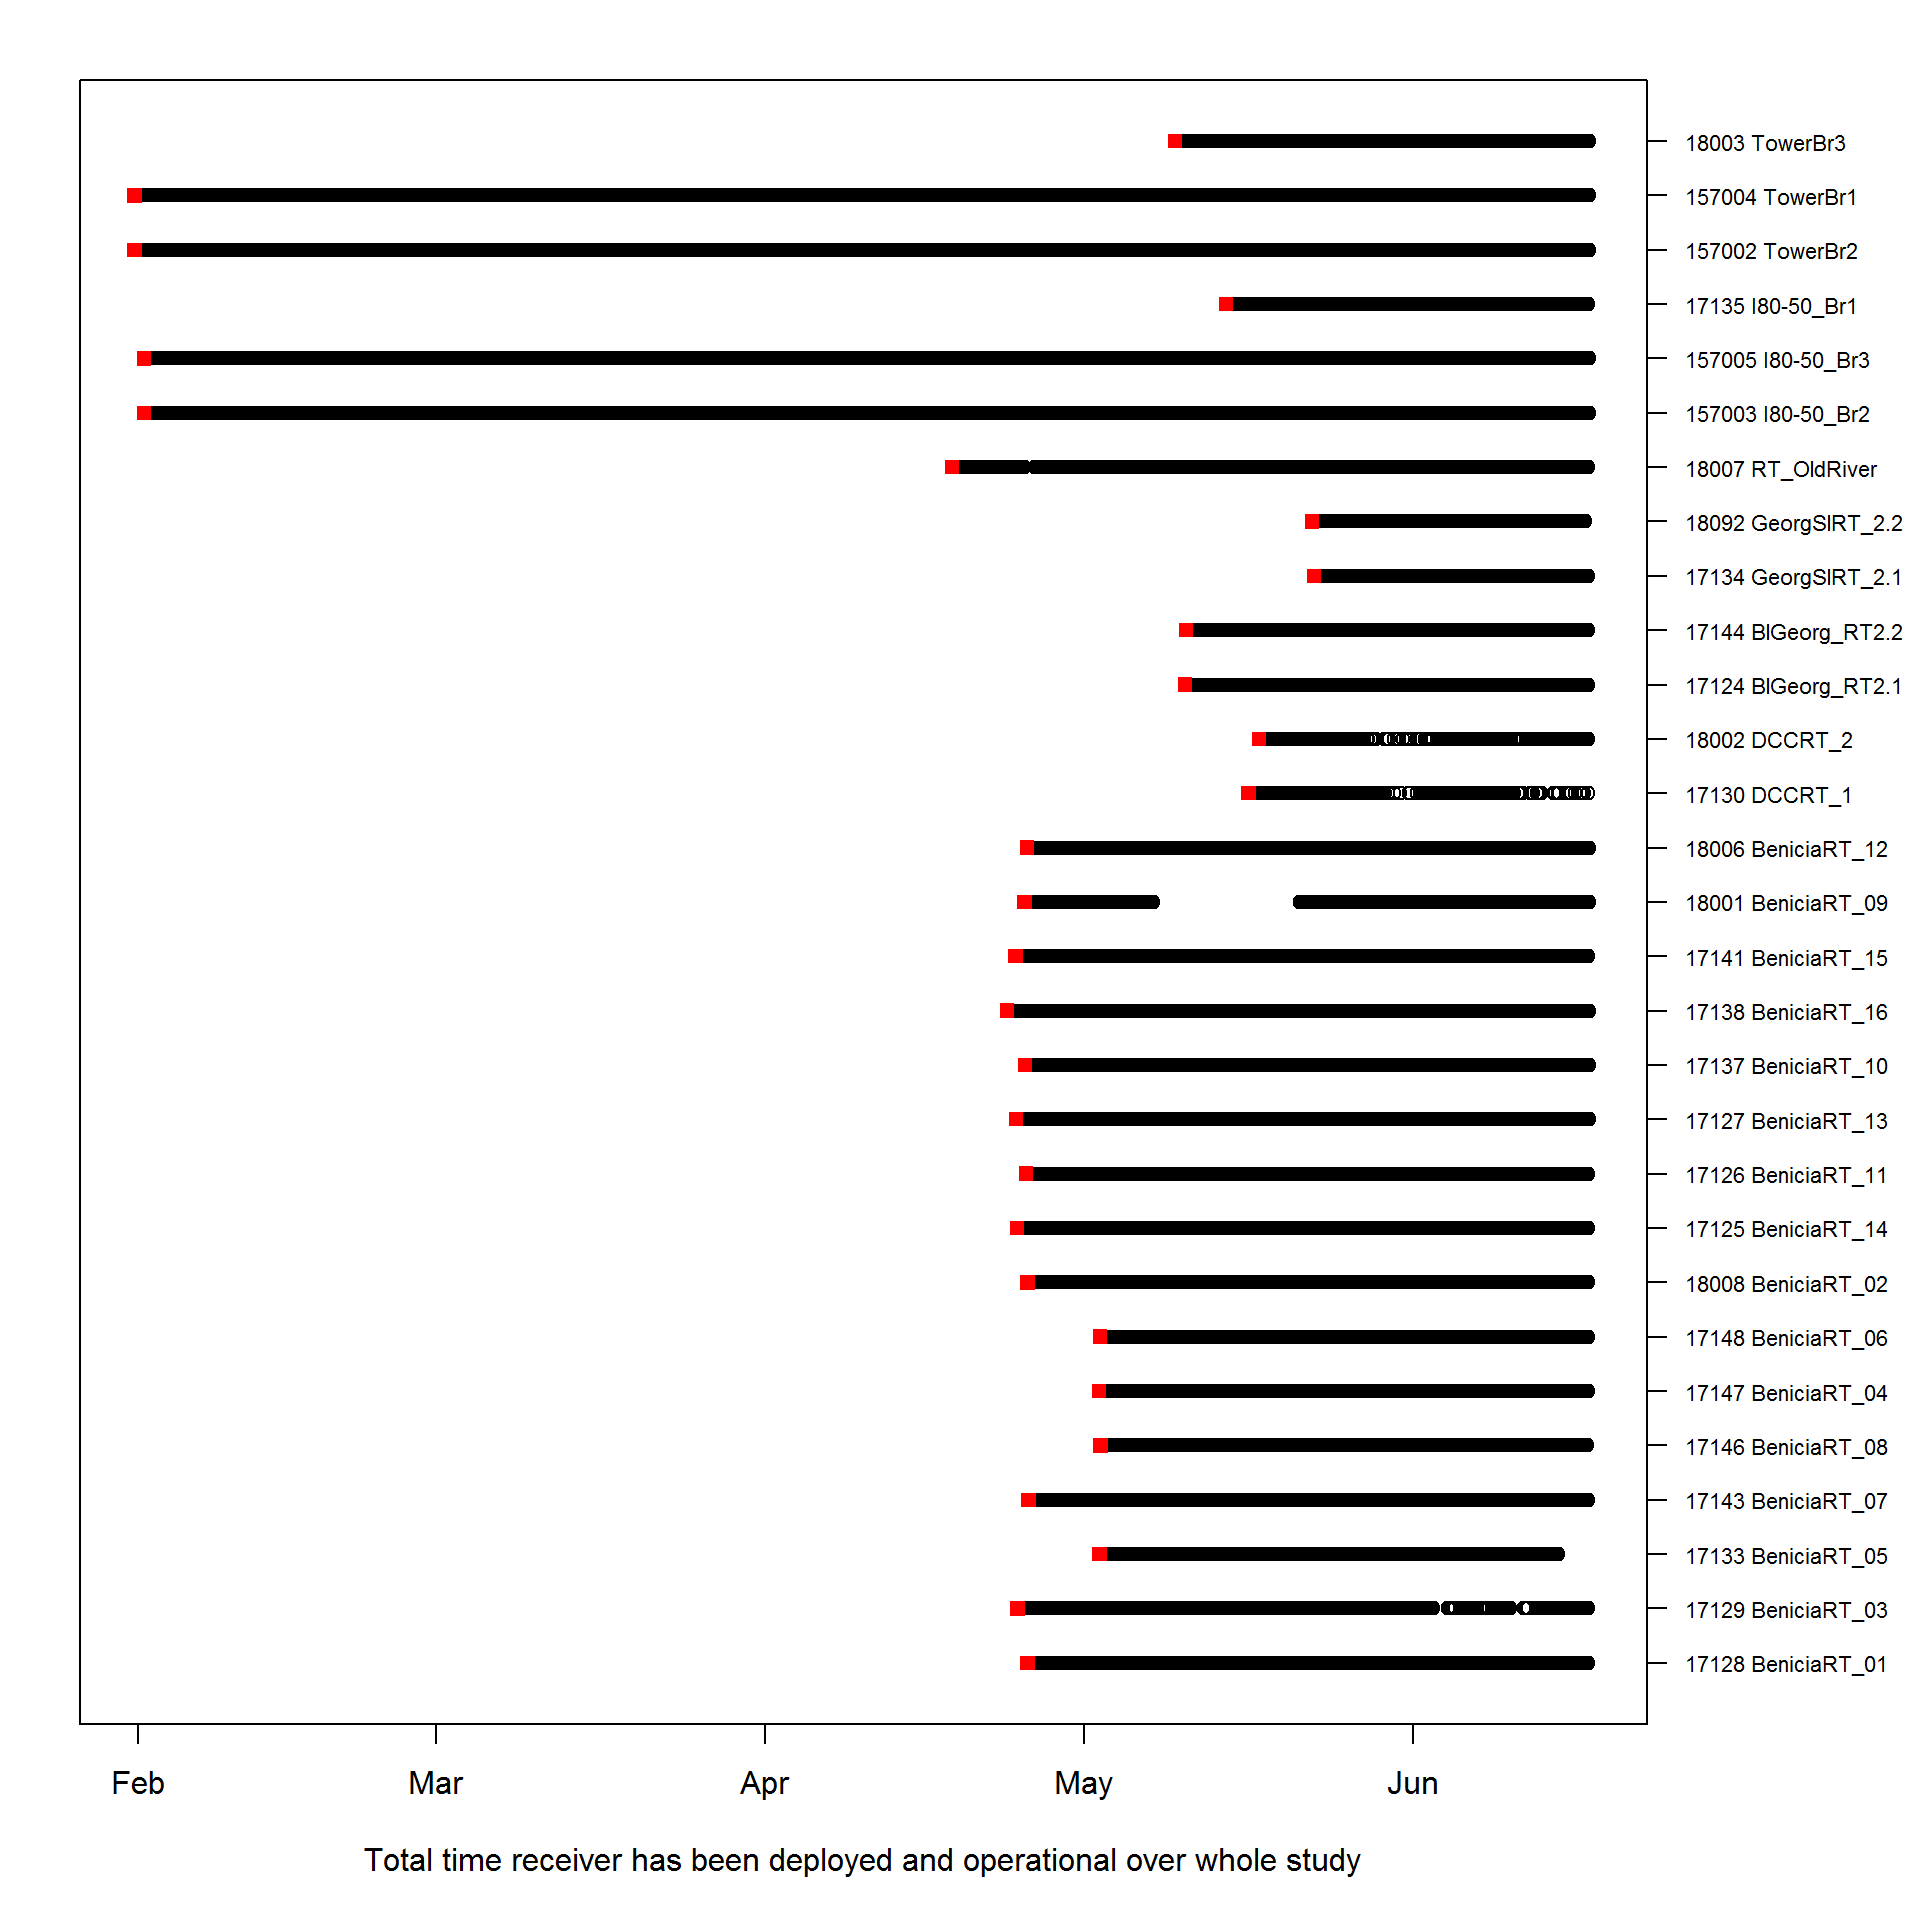 18003 TowerBr3
157004 TowerBr1
157002 TowerBr2
17135 I80-50_Br1
157005 I80-50_Br3
157003 I80-50_Br2
18007 RT_OldRiver
18092 GeorgSlRT_2.2
17134 GeorgSlRT_2.1
17144 BlGeorg_RT2.2
17124 BlGeorg_RT2.1
18002 DCCRT_2
17130 DCCRT_1
18006 BeniciaRT_12
18001 BeniciaRT_09
17141 BeniciaRT_15
17138 BeniciaRT_16
17137 BeniciaRT_10
17127 BeniciaRT_13
17126 BeniciaRT_11
17125 BeniciaRT_14
18008 BeniciaRT_02
17148 BeniciaRT_06
17147 BeniciaRT_04
17146 BeniciaRT_08
17143 BeniciaRT_07
17133 BeniciaRT_05
17129 BeniciaRT_03
17128 BeniciaRT_01
Feb Mar Apr May Jun
Total time receiver has been deployed and operational over whole study